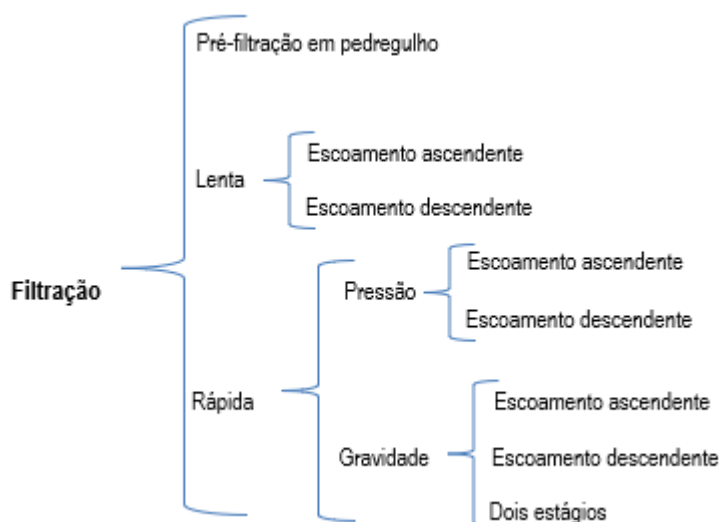 Filtração
Pré-filtração em pedregulho
Lenta
Escoamento ascendente
Escoamento descendente
Rápida
Pressão
Escoamento ascendente
Escoamento descendente
Gravidade
Escoamento ascendente
Escoamento descendente
Dois estágios